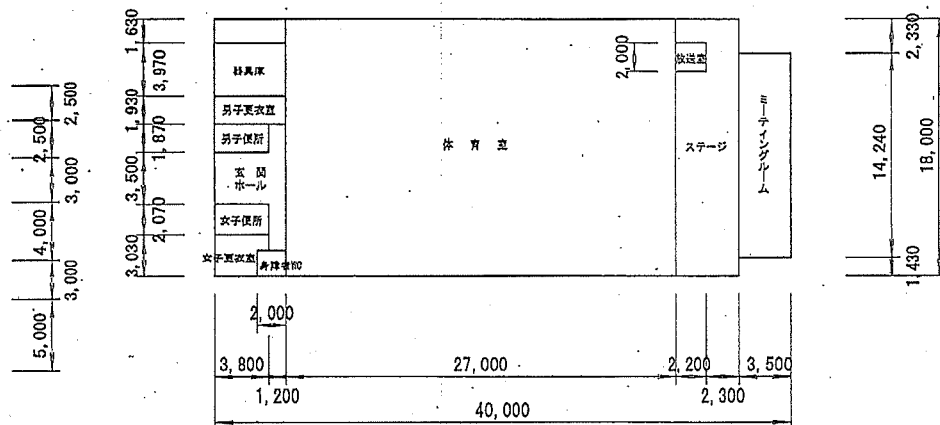 1,630
3,970
1,930
1,870
3,500
2,070
3,030
2,500
2,500
3,000
4,000
3,000
5,000
器具庫
男子更衣室
男子便所
玄関
ホール
女子便所
女子更衣室
身障者WC
体育室
2,000
放送室
ステージ
ミーティングルーム
2,330
14,240
18,000
1,430
2,000
3,800
27,000
2,200
3,500
1,200
2,300
40,000